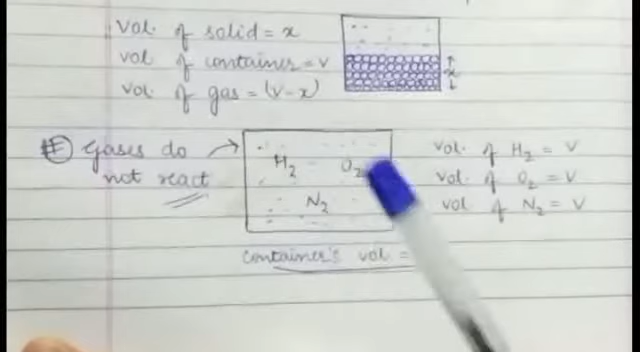 Vol. of solid = x
vol of container = v
vol. of gas = (v-x)
x
Gases do
not react
H2 O2
N2
vol. of H2 = V
vol. of O2 = V
vol of N2 = V
container's vol =